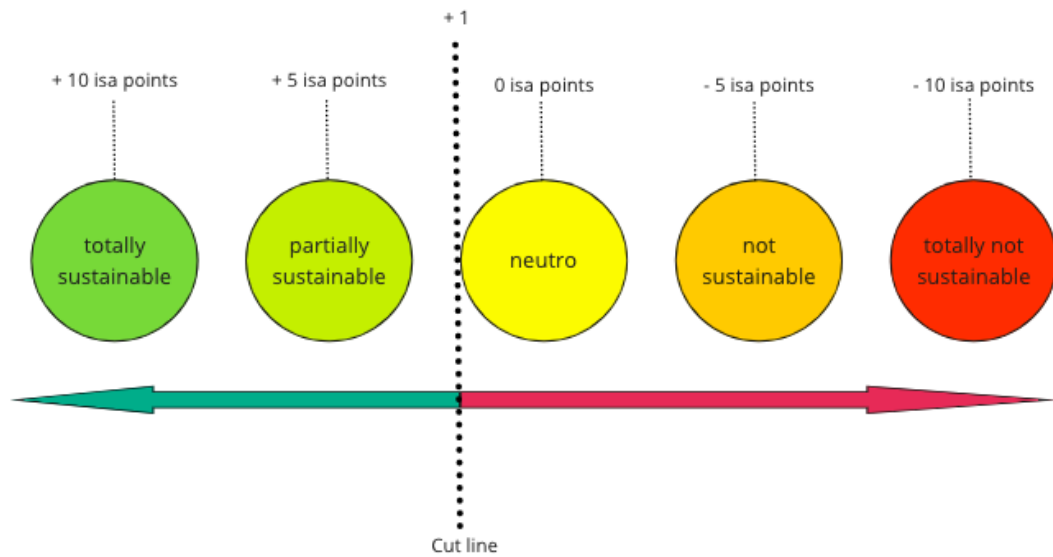 + 1
+ 10 isa points
+ 5 isa points
0 isa points
- 5 isa points
- 10 isa points
totally
sustainable
partially
sustainable
neutro
not
sustainable
totally not
sustainable
Cut line